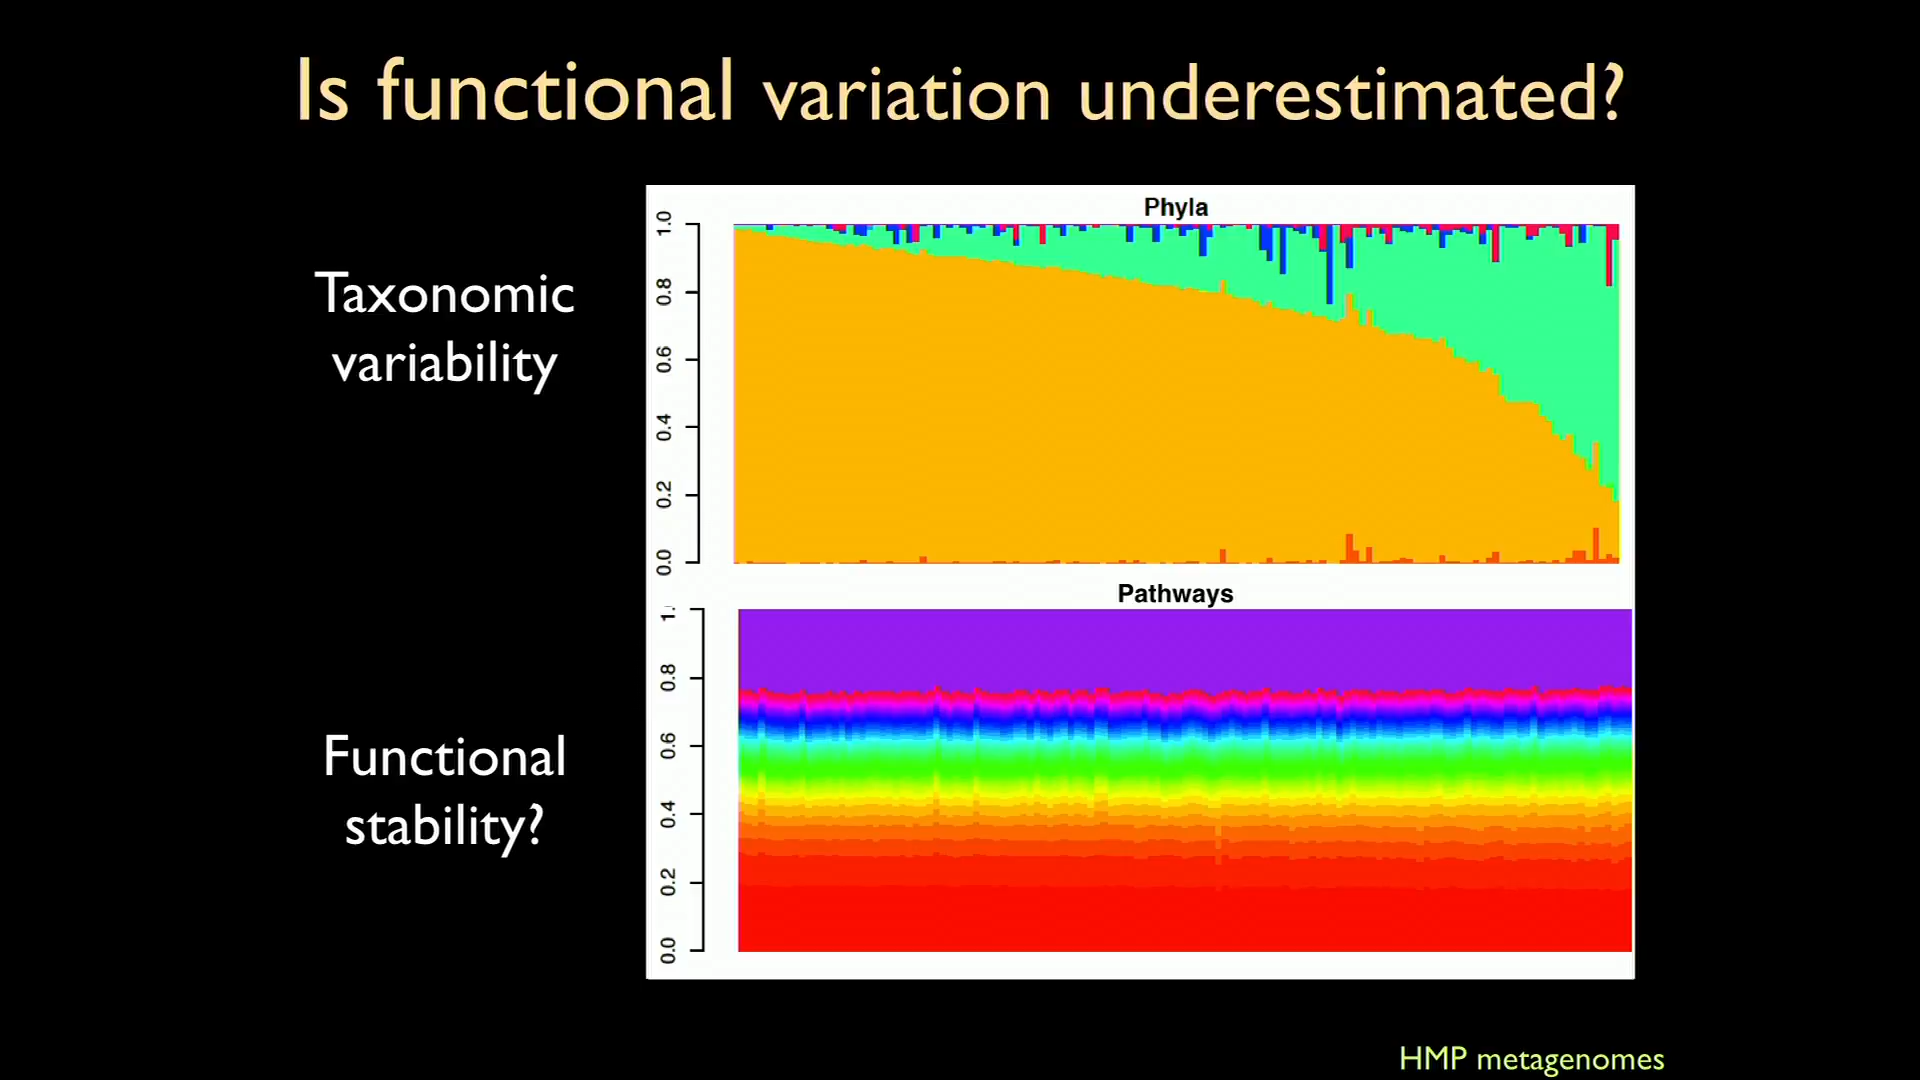 Is functional variation underestimated?
Taxonomic
variability
Phyla
1.0
0.8
0.6
0.4
0.2
0.0
Functional
stability?
Pathways
1.
0.8
0.6
0.4
0.2
0.0
HMP metagenomes